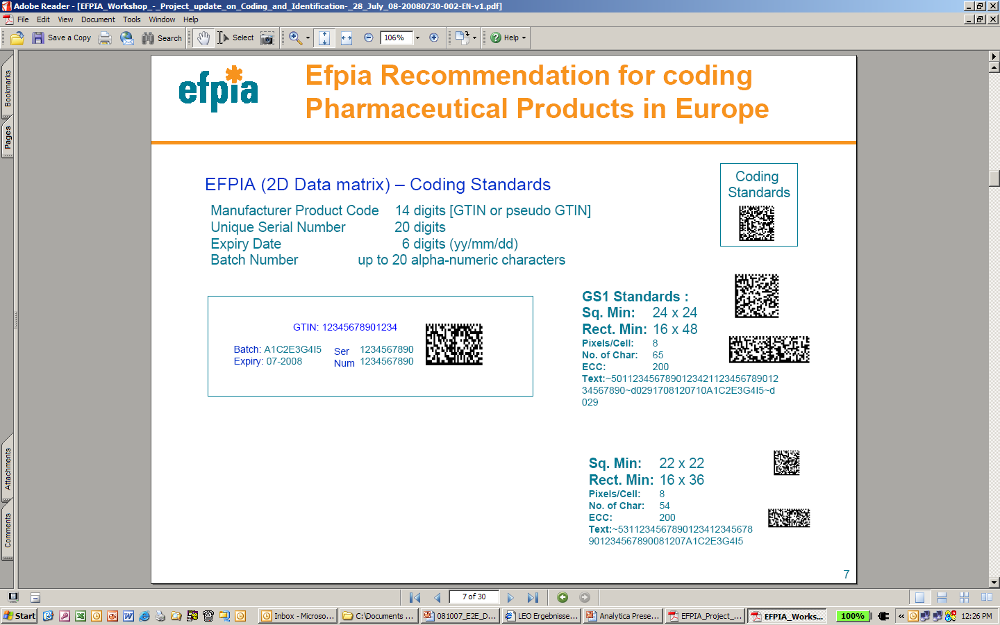 Adobe Reader - [EFPIA_Workshop_-_Project_update_on_Coding_and_Identification-_28_July_08-20080730-002-EN-v1.pdf]
File Edit View Document Tools Window Help
Save a Copy Search Select 106% Help
Bookmarks
Pages
Attachments
Comments
efpia
Efpia Recommendation for coding
Pharmaceutical Products in Europe
EFPIA (2D Data matrix) – Coding Standards
Manufacturer Product Code 14 digits [GTIN or pseudo GTIN]
Unique Serial Number 20 digits
Expiry Date 6 digits (yy/mm/dd)
Batch Number up to 20 alpha-numeric characters
Coding
Standards
GTIN: 12345678901234
Batch: A1C2E3G4I5 Ser 1234567890
Expiry: 07-2008 Num 1234567890
GS1 Standards :
Sq. Min: 24 x 24
Rect. Min: 16 x 48
Pixels/Cell: 8
No. of Char: 65
ECC: 200
Text:~501123456789012342112345678901​2
34567890~d0291708120710A1C2E3G4I5~d
029
Sq. Min: 22 x 22
Rect. Min: 16 x 36
Pixels/Cell: 8
No. of Char: 54
ECC: 200
Text:~5311234567890123412345678
901234567890081207A1C2E3G4I5
7
7 of 30
Start Inbox - Microso... C:\Documents ... 081007_E2E_D... LEO Ergebnisse... Analytica Prese... EFPIA_Project_... EFPIA_Works... 100% « 12:26 PM